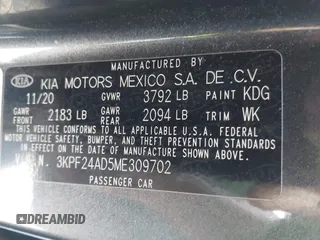 KIA KIA MOTORS MEXICO S.A. DE .C.V.
11/20 GVWR 3792 LB PAINT KDG
GAWR FRONT 2183 LB GAWR REAR 2094 LB TRIM WK
THIS VEHICLE CONFORMS TO ALL APPLICABLE U.S.A. FEDERAL
MOTOR VEHICLE SAFETY, BUMPER, AND THEFT PREVENTION
STANDARDS IN EFFECT ON THE DATE OF MANUFACTURE
SHOWN ABOVE.
V.I.N. 3KPF24AD5ME309702
PASSENGER CAR
DREAMBID